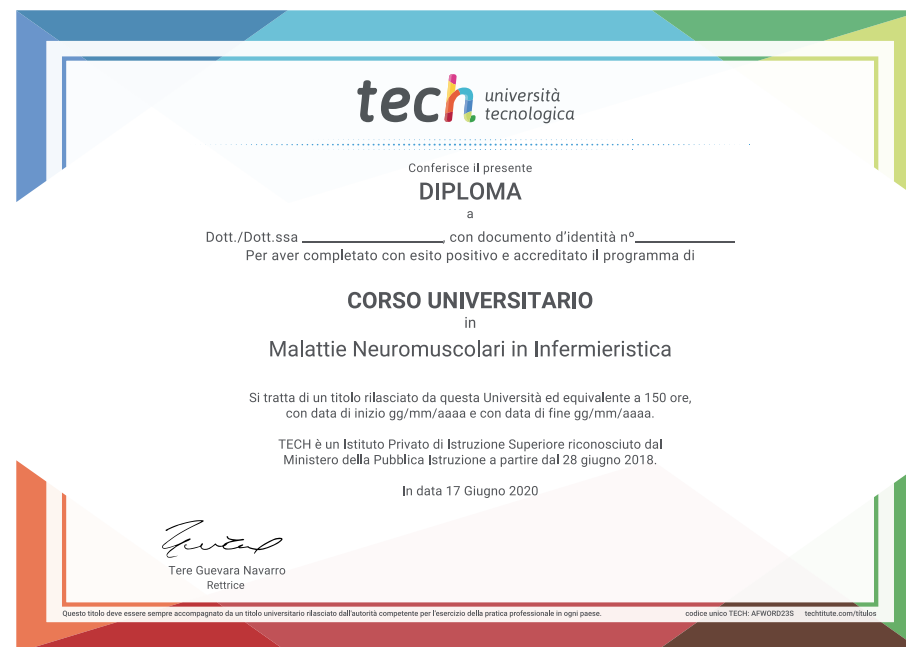 tech università
tecnologica
Conferisce il presente
DIPLOMA
a
Dott./Dott.ssa ____________________, con documento d'identità nº______________
Per aver completato con esito positivo e accreditato il programma di
CORSO UNIVERSITARIO
in
Malattie Neuromuscolari in Infermieristica
Si tratta di un titolo rilasciato da questa Università ed equivalente a 150 ore,
con data di inizio gg/mm/aaaa e con data di fine gg/mm/aaaa.
TECH è un Istituto Privato di Istruzione Superiore riconosciuto dal
Ministero della Pubblica Istruzione a partire dal 28 giugno 2018.
In data 17 Giugno 2020
Tere Guevara Navarro
Rettrice
Questo titolo deve essere sempre accompagnato da un titolo universitario rilasciato dall'autorità competente per l'esercizio della pratica professionale in ogni paese. codice unico TECH: AFWORD23S techtitute.com/titulos